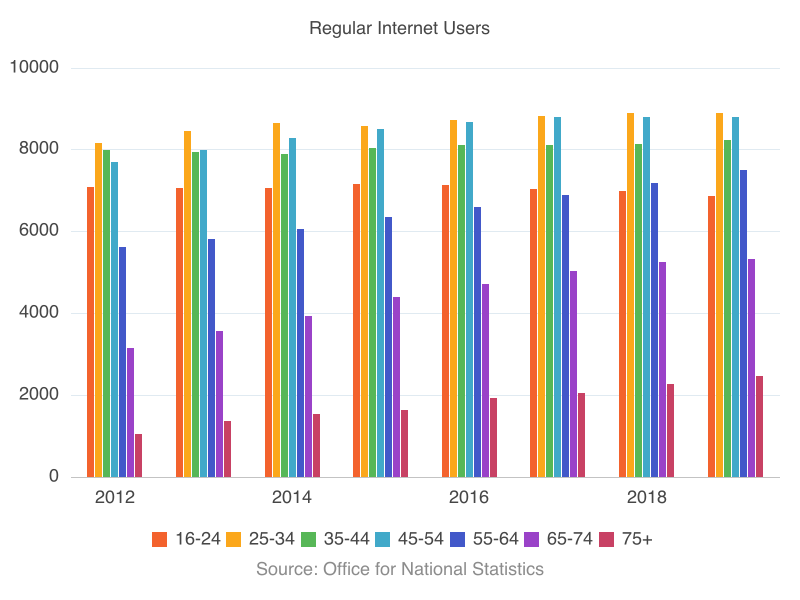 Regular Internet Users
10000
8000
6000
4000
2000
0
2012 2014 2016 2018
16-24 25-34 35-44 45-54 55-64 65-74 75+
Source: Office for National Statistics